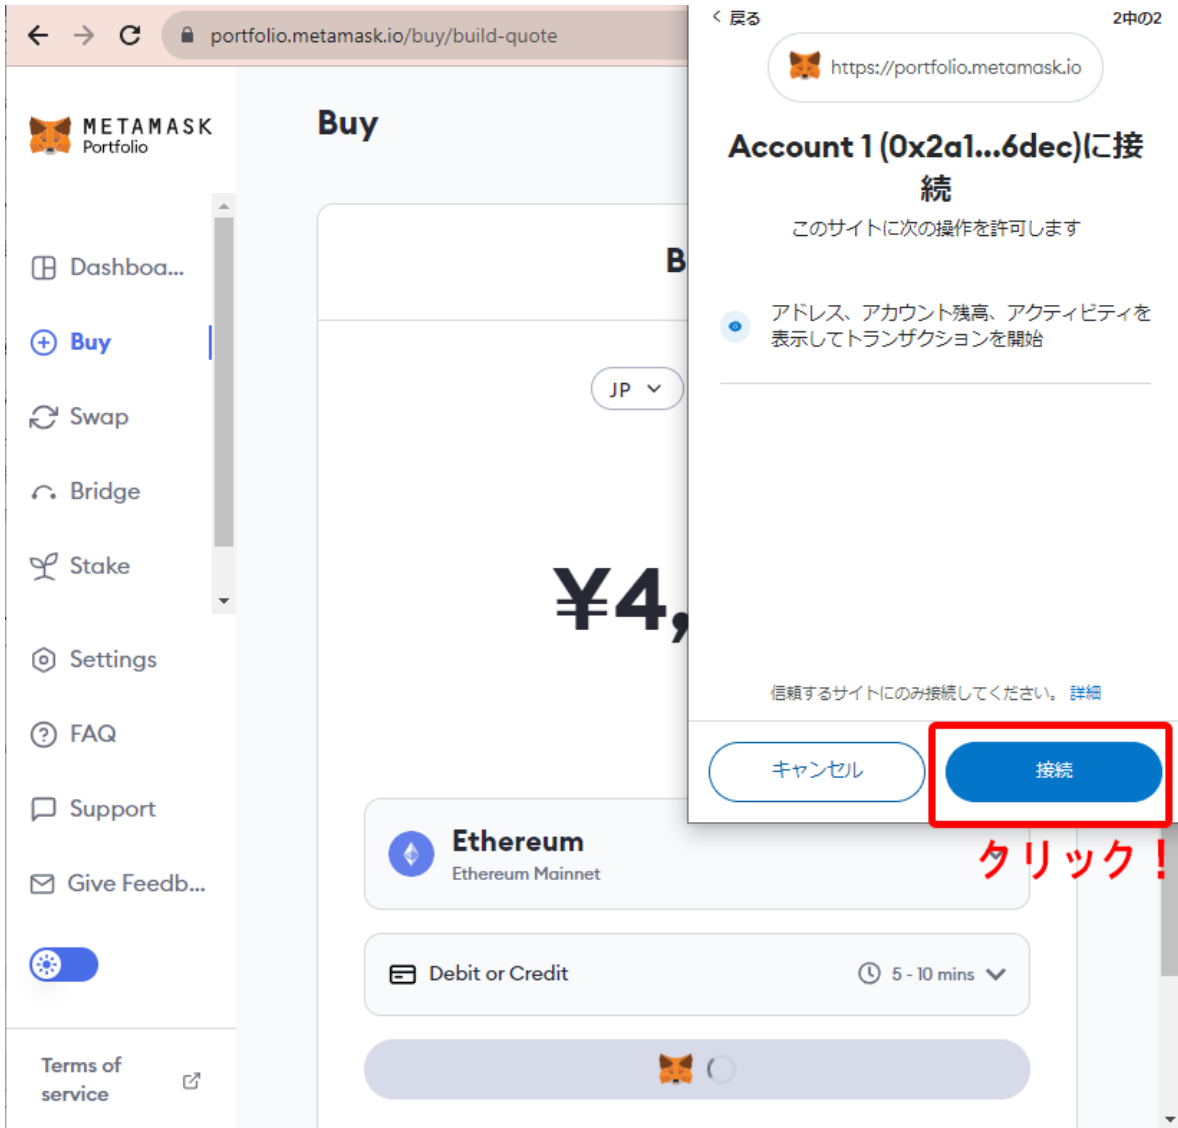 portfolio.metamask.io/buy/build-quote
METAMASK
Portfolio
Dashboa...
Buy
Swap
Bridge
Stake
Settings
FAQ
Support
Give Feedb...
Terms of
service
Buy
B
JP
¥4,
Ethereum
Ethereum Mainnet
Debit or Credit
5 - 10 mins
戻る
2中の2
https://portfolio.metamask.io
Account 1 (0x2a1...6dec)に接
続
このサイトに次の操作を許可します
アドレス、アカウント残高、アクティビティを
表示してトランザクションを開始
信頼するサイトにのみ接続してください。 詳細
キャンセル
接続
クリック！